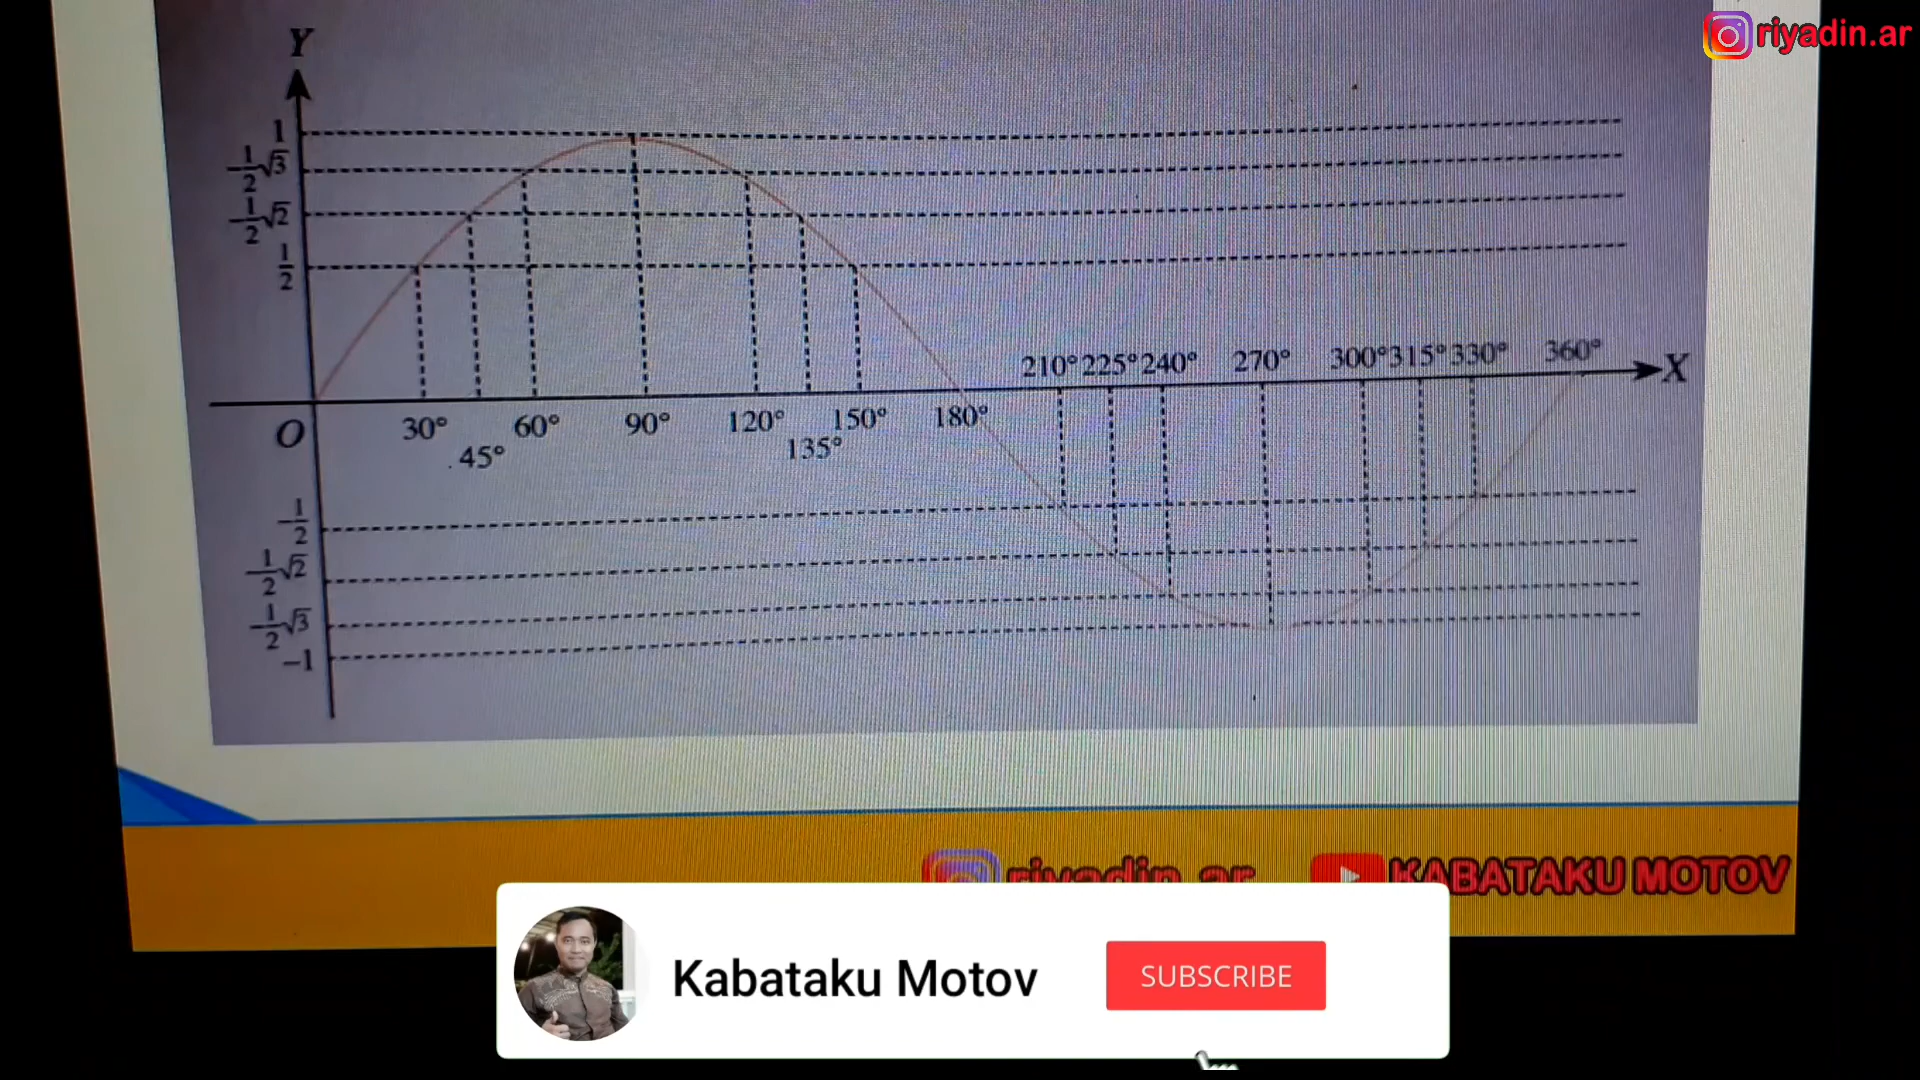 riyadin.ar
Y
1
-1/2√3
-1/2√2
1/2
210° 225° 240° 270° 300° 315° 330° 360° X
O 30° 60° 90° 120° 150° 180°
45° 135°
-1/2
-1/2√2
-1/2√3
-1
riyadin.ar KABATAKU MOTOV
Kabataku Motov SUBSCRIBE